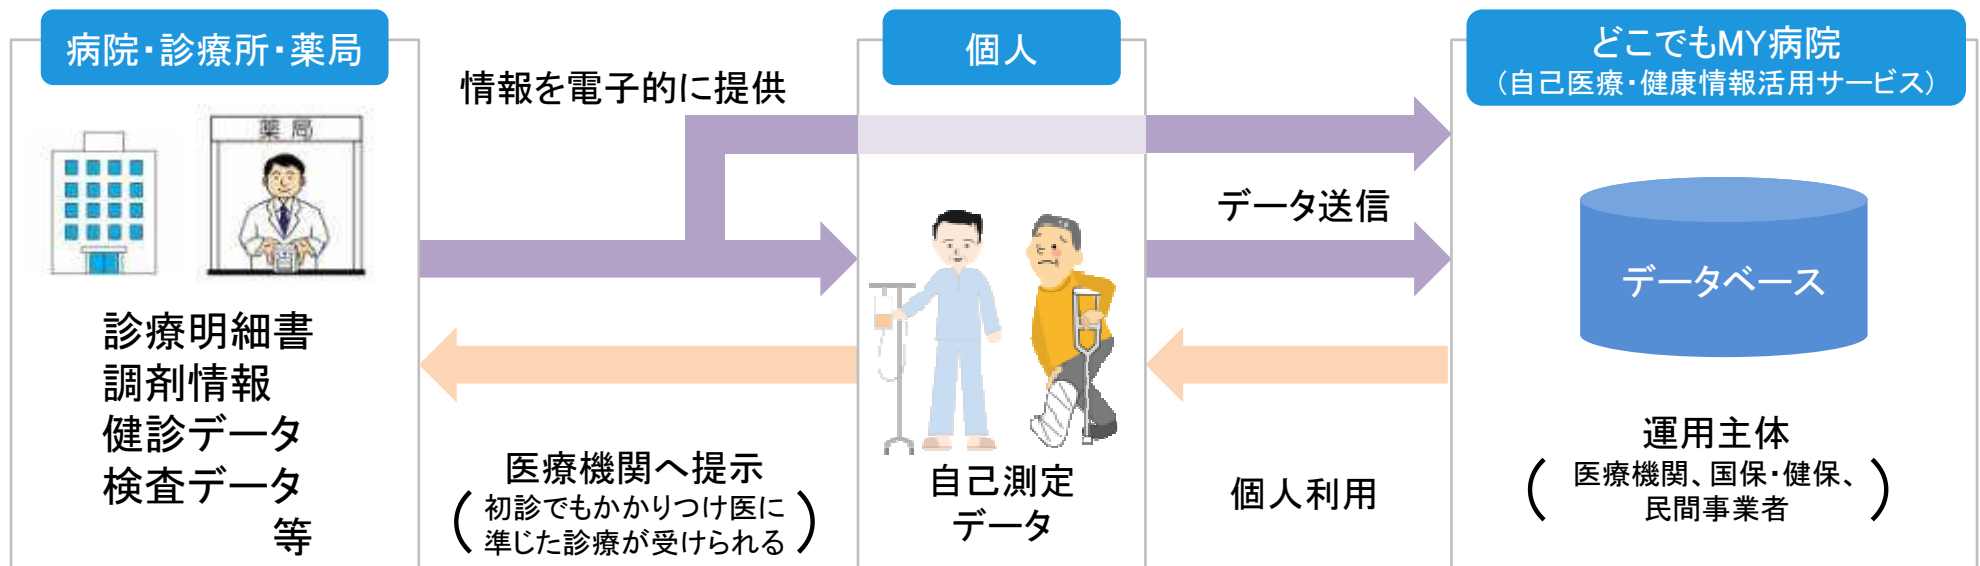 病院・診療所・薬局
薬局
診療明細書
調剤情報
健診データ
検査データ
等
情報を電子的に提供
医療機関へ提示
(初診でもかかりつけ医に
準じた診療が受けられる)
個人
自己測定
データ
データ送信
個人利用
どこでもMY病院
(自己医療・健康情報活用サービス)
データベース
運用主体
(医療機関、国保・健保、
民間事業者)